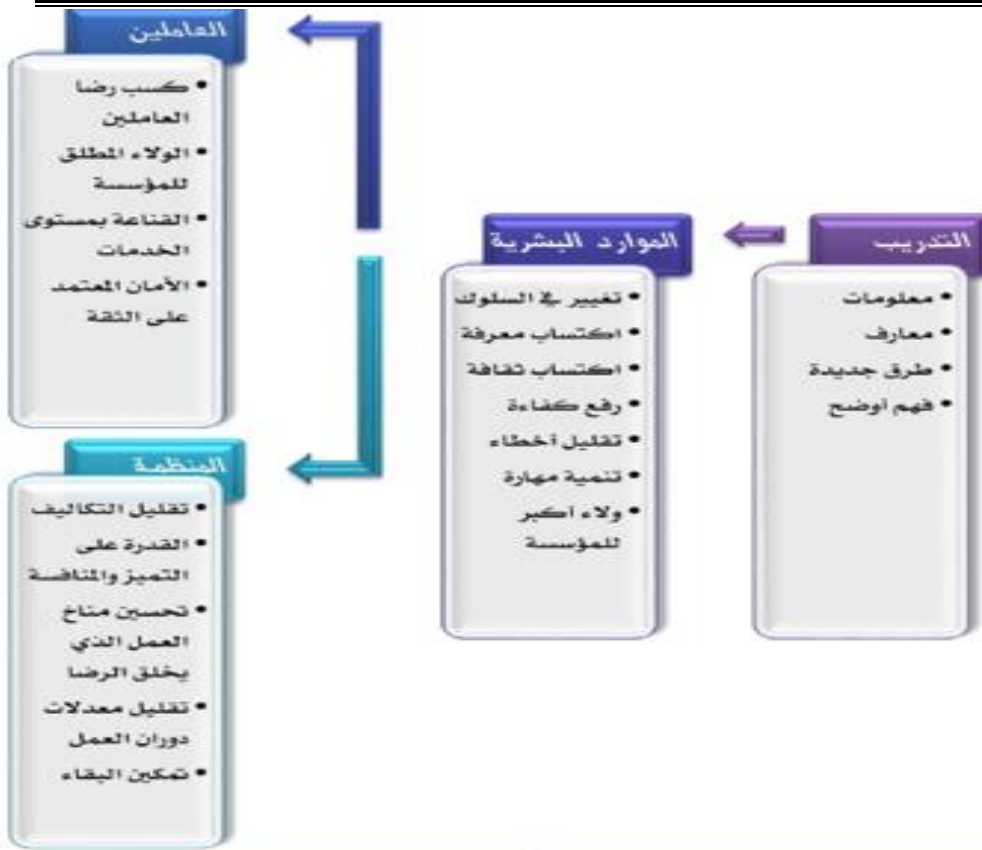 التدريب
• معلومات
• معارف
• طرق جديدة
• فهم أوضح
الموارد البشرية
• تغيير في السلوك
• اكتساب معرفة
• اكتساب ثقافة
• رفع كفاءة
• تقليل أخطاء
• تنمية مهارة
• ولاء أكبر
للمؤسسة
العاملين
• كسب رضا
العاملين
• الولاء المطلق
للمؤسسة
• القناعة بمستوى
الخدمات
• الأمان المعتمد
على الثقة
المنظمة
• تقليل التكاليف
• القدرة على
التميز والمنافسة
• تحسين مناخ
العمل الذي
يخلق الرضا
• تقليل معدلات
دوران العمل
• تمكين البقاء